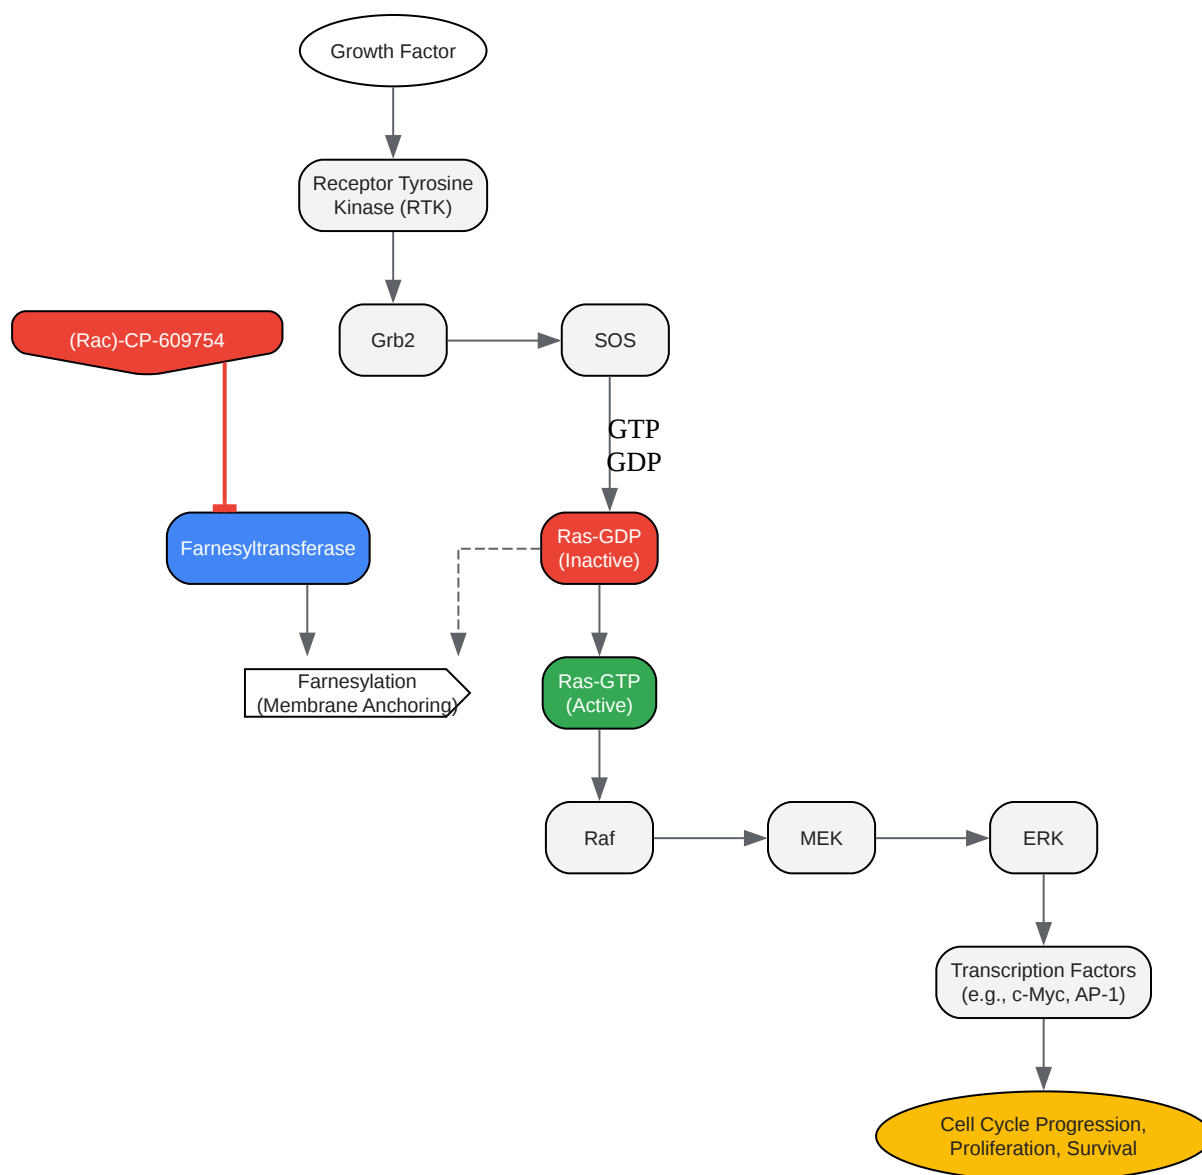 Growth Factor
Receptor Tyrosine
Kinase (RTK)
(Rac)-CP-609754
Grb2
SOS
GTP
GDP
Farnesyltransferase
Ras-GDP
(Inactive)
Farnesylation
(Membrane Anchoring)
Ras-GTP
(Active)
Raf
MEK
ERK
Transcription Factors
(e.g., c-Myc, AP-1)
Cell Cycle Progression,
Proliferation, Survival